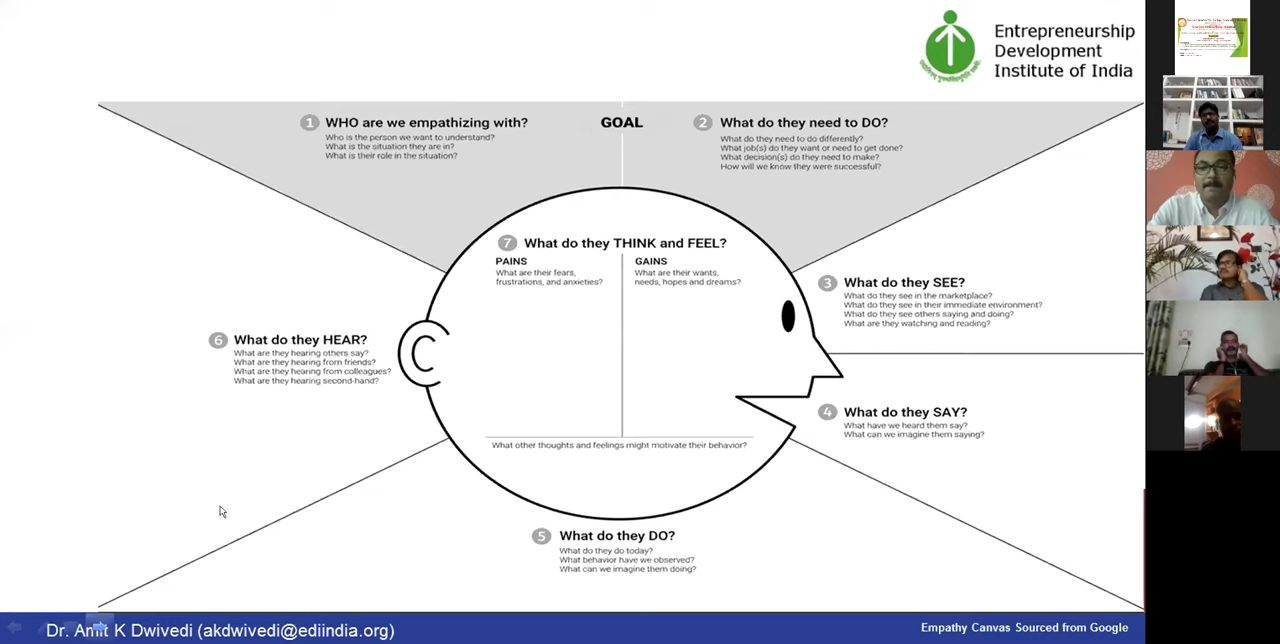 Entrepreneurship
Development
Institute of India
1 WHO are we empathizing with?
Who is the person we want to understand?
What is the situation they are in?
What is their role in the situation?
GOAL
2 What do they need to DO?
What do they need to do differently?
What job(s) do they want or need to get done?
What decision(s) do they need to make?
How will we know they were successful?
7 What do they THINK and FEEL?
PAINS
What are their fears,
frustrations, and anxieties?
GAINS
What are their wants,
needs, hopes and dreams?
3 What do they SEE?
What do they see in the marketplace?
What do they see in their immediate environment?
What do they see others saying and doing?
What are they watching and reading?
6 What do they HEAR?
What are they hearing others say?
What are they hearing from friends?
What are they hearing from colleagues?
What are they hearing second-hand?
4 What do they SAY?
What have we heard them say?
What can we imagine them saying?
What other thoughts and feelings might motivate their behavior?
5 What do they DO?
What do they do today?
What behavior have we observed?
What can we imagine them doing?
Dr. Amit K Dwivedi (akdwivedi@ediindia.org)
Empathy Canvas Sourced from Google